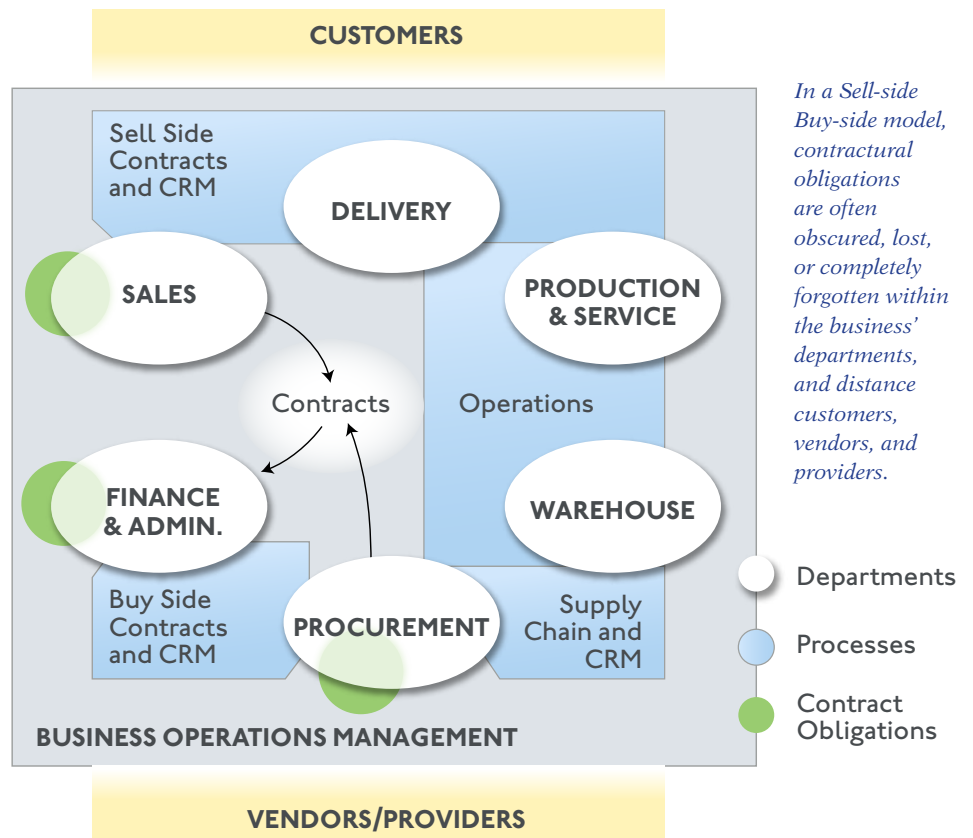 CUSTOMERS
Sell Side
Contracts
and CRM
DELIVERY
SALES
PRODUCTION
& SERVICE
Contracts
Operations
FINANCE
& ADMIN.
WAREHOUSE
Buy Side
Contracts
and CRM
PROCUREMENT
Supply
Chain and
CRM
BUSINESS OPERATIONS MANAGEMENT
VENDORS/PROVIDERS
In a Sell-side
Buy-side model,
contractural
obligations
are often
obscured, lost,
or completely
forgotten within
the business’
departments,
and distance
customers,
vendors, and
providers.
Departments
Processes
Contract
Obligations